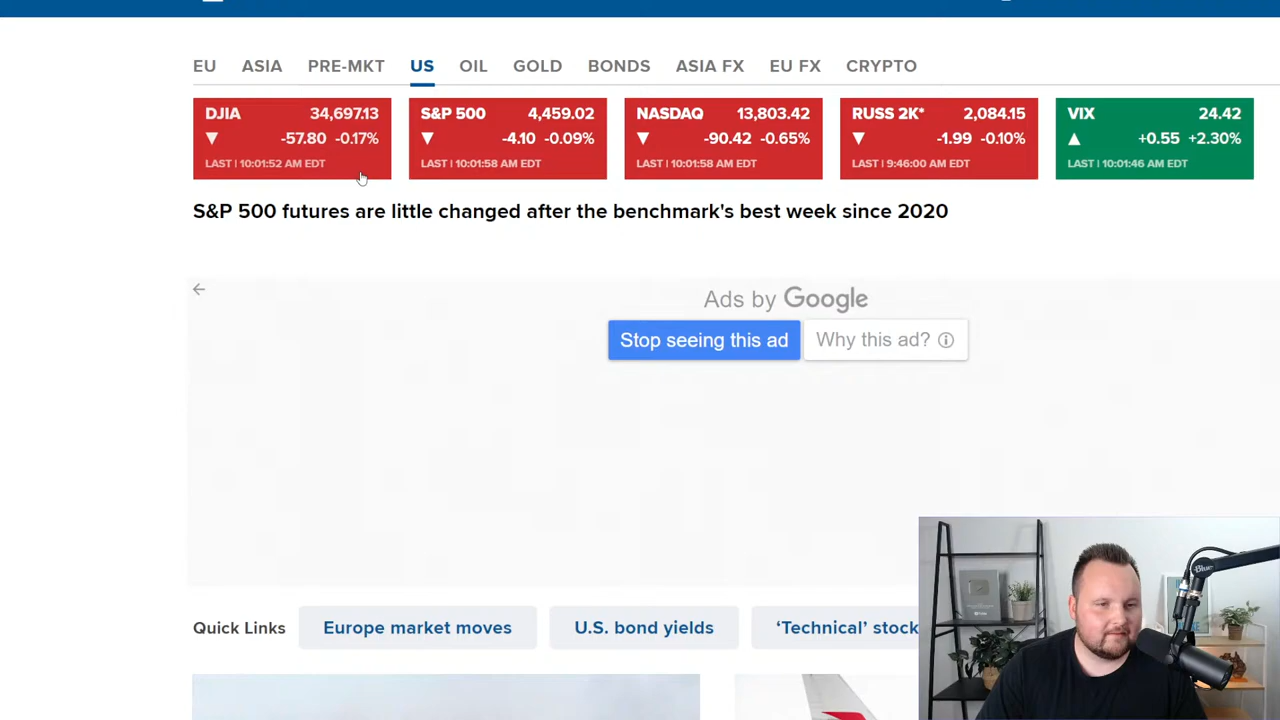 EU ASIA PRE-MKT US OIL GOLD BONDS ASIA FX EU FX CRYPTO
DJIA 34,697.13
▼ -57.80 -0.17%
LAST | 10:01:52 AM EDT
S&P 500 4,459.02
▼ -4.10 -0.09%
LAST | 10:01:58 AM EDT
NASDAQ 13,803.42
▼ -90.42 -0.65%
LAST | 10:01:58 AM EDT
RUSS 2K* 2,084.15
▼ -1.99 -0.10%
LAST | 9:46:00 AM EDT
VIX 24.42
▲ +0.55 +2.30%
LAST | 10:01:46 AM EDT
S&P 500 futures are little changed after the benchmark's best week since 2020
Ads by Google
Stop seeing this ad
Why this ad?
Quick Links
Europe market moves
U.S. bond yields
‘Technical’ stock
Blue